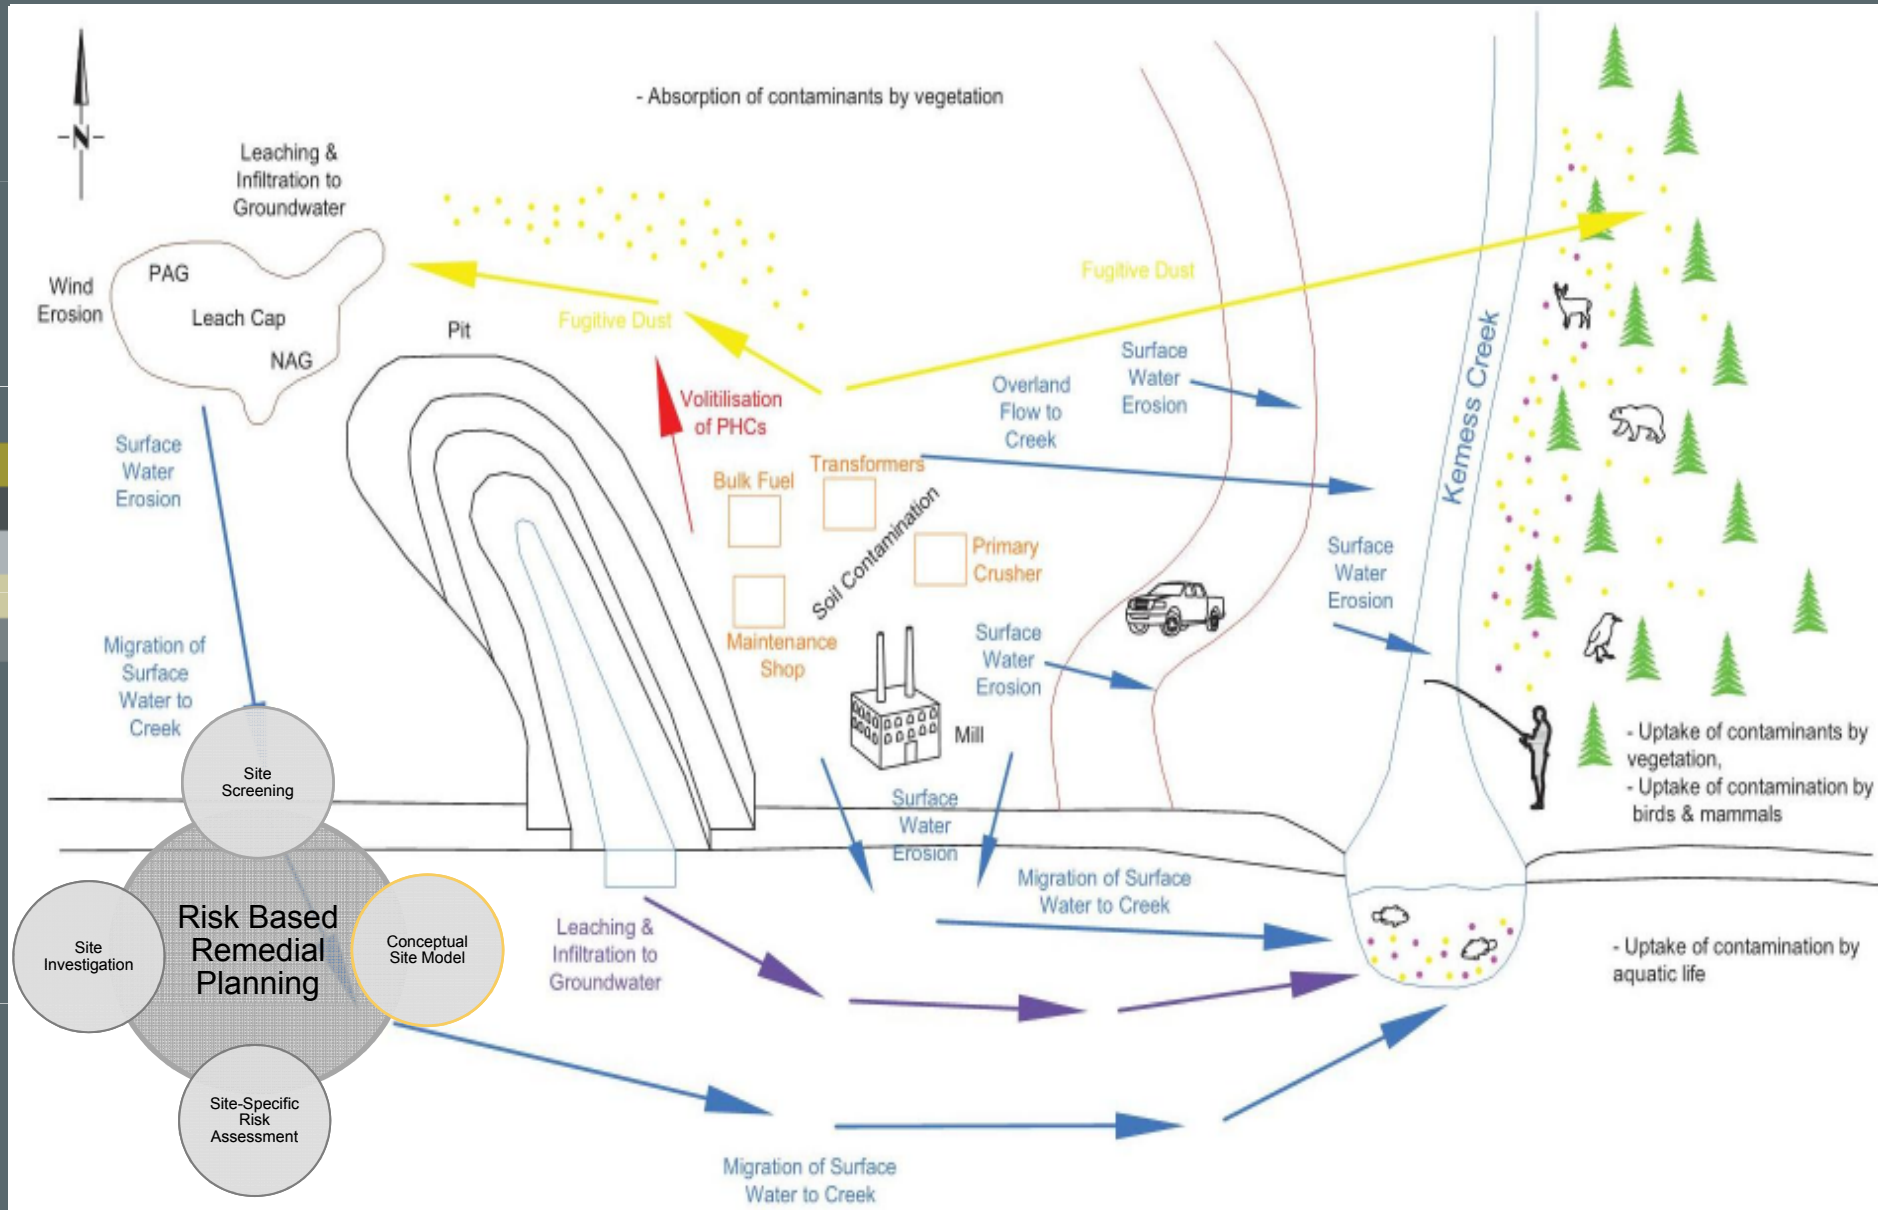 - Absorption of contaminants by vegetation
N
Leaching &
Infiltration to
Groundwater
PAG
Wind
Erosion
Leach Cap
NAG
Pit
Fugitive Dust
Fugitive Dust
Volitilisation
of PHCs
Surface
Water
Erosion
Overland
Flow to
Creek
Kemess Creek
Surface
Water
Erosion
Transformers
Bulk Fuel
Soil Contamination
Primary
Crusher
Maintenance
Shop
Surface
Water
Erosion
Surface
Water
Erosion
Migration of
Surface
Water to
Creek
Mill
- Uptake of contaminants by
vegetation,
- Uptake of contamination by
birds & mammals
Surface
Water
Erosion
Migration of Surface
Water to Creek
Leaching &
Infiltration to
Groundwater
- Uptake of contamination by
aquatic life
Site
Screening
Risk Based
Remedial
Planning
Site
Investigation
Conceptual
Site Model
Site-Specific
Risk
Assessment
Migration of Surface
Water to Creek